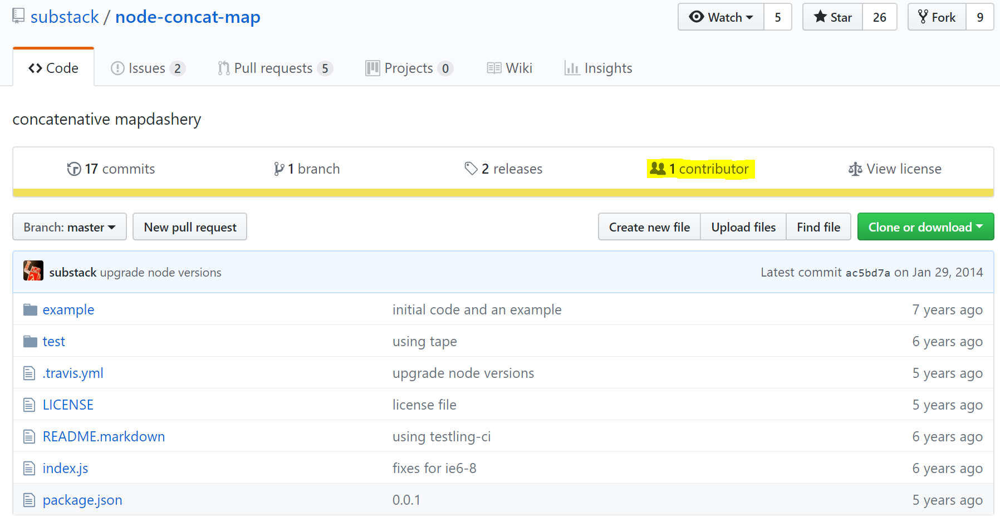 substack / node-concat-map Watch 5 Star 26 Fork 9
Code Issues 2 Pull requests 5 Projects 0 Wiki Insights
concatenative mapdashery
17 commits 1 branch 2 releases 1 contributor View license
Branch: master New pull request Create new file Upload files Find file Clone or download
substack upgrade node versions Latest commit ac5bd7a on Jan 29, 2014
example initial code and an example 7 years ago
test using tape 6 years ago
.travis.yml upgrade node versions 5 years ago
LICENSE license file 5 years ago
README.markdown using testling-ci 6 years ago
index.js fixes for ie6-8 6 years ago
package.json 0.0.1 5 years ago